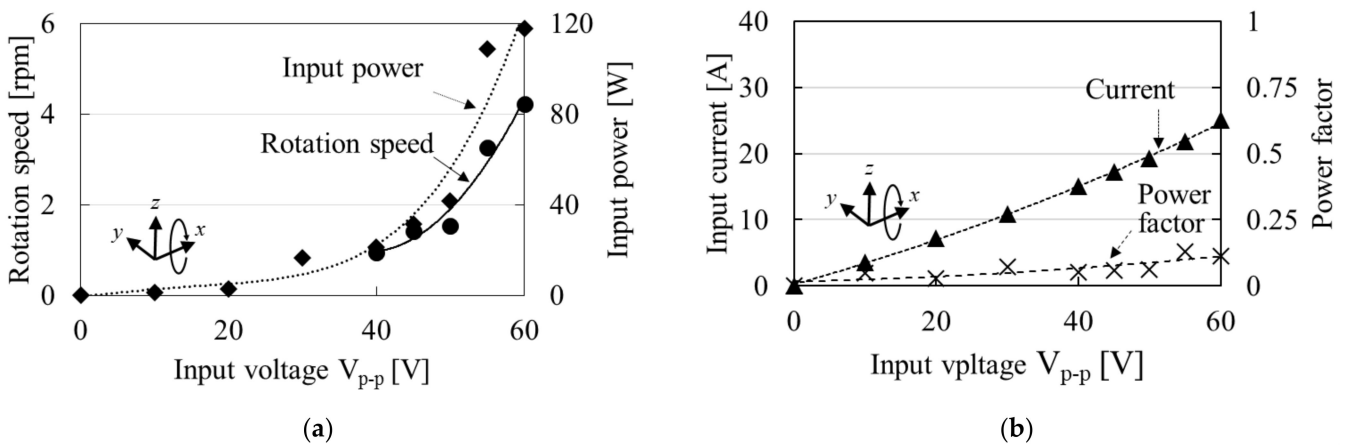 (a)
Rotation speed [rpm]
6
4
2
0
120
80
40
0
Input power [W]
Input power
Rotation speed
z
y
x
0
20
40
60
Input voltage Vp-p [V]
(b)
Input current [A]
40
30
20
10
0
1
0.75
0.5
0.25
0
Power factor
Current
Power
factor
z
y
x
0
20
40
60
Input vpltage Vp-p [V]